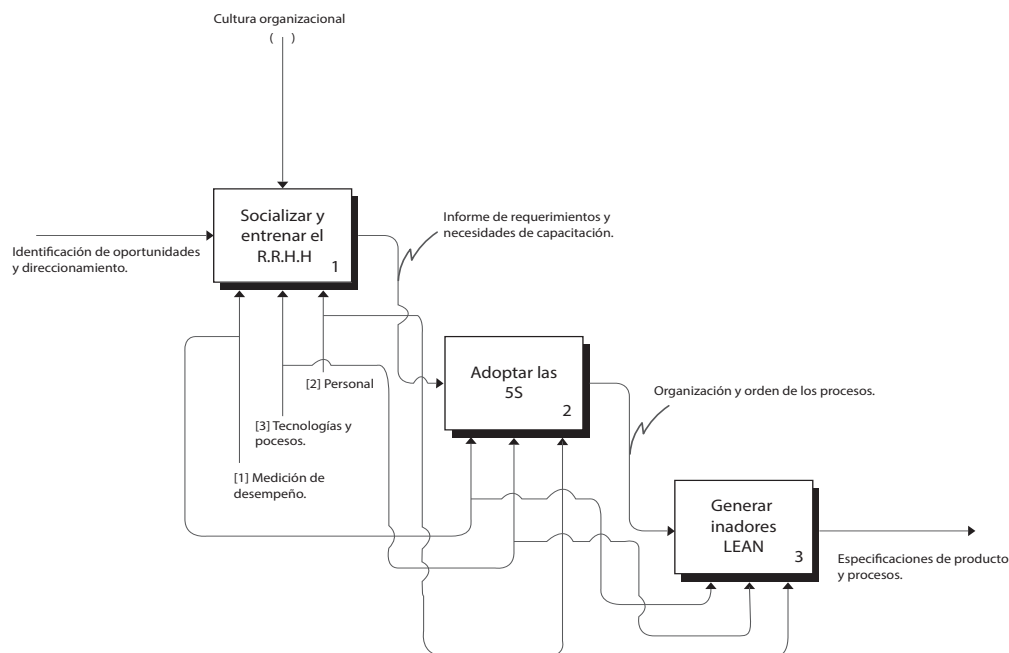 Cultura organizacional
( )
Socializar y
entrenar el
R.R.H.H
1
Identificación de oportunidades
y direccionamiento.
Informe de requerimientos y
necesidades de capacitación.
[2] Personal
[3] Tecnologías y
pocesos.
[1] Medición de
desempeño.
Adoptar las
5S
2
Organización y orden de los procesos.
Generar
inadores
LEAN
3
Especificaciones de producto
y procesos.